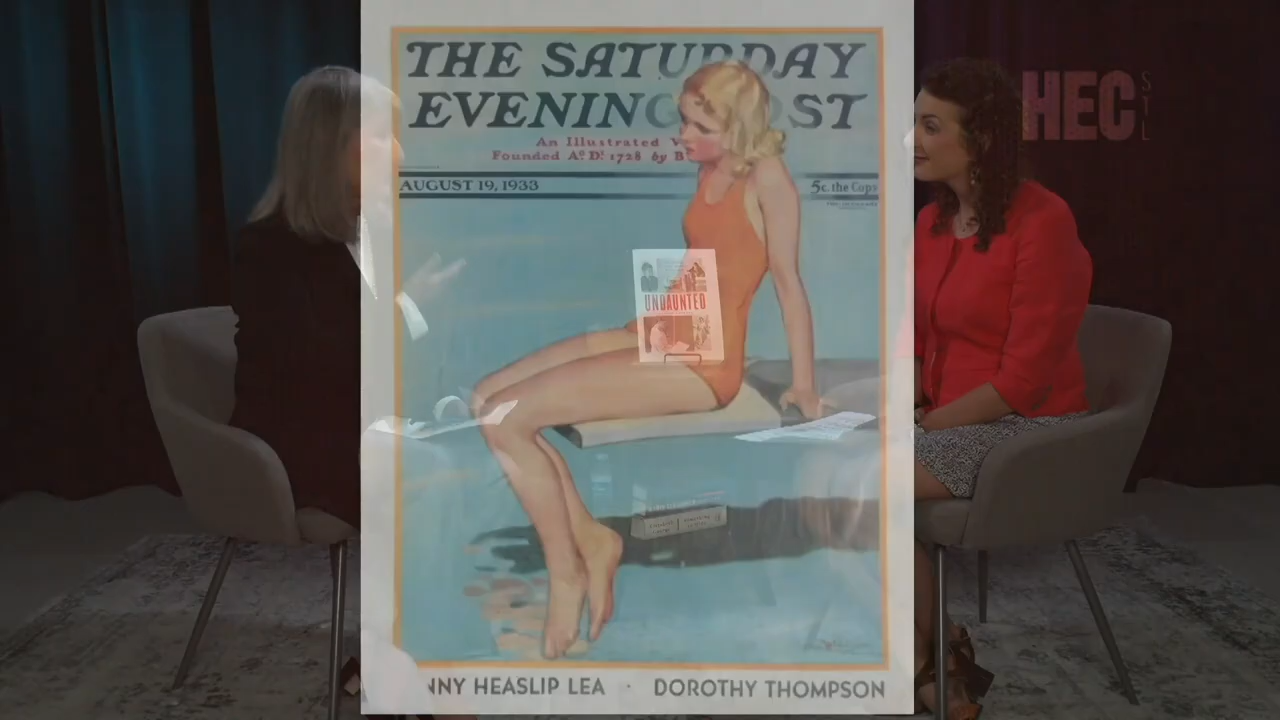 THE SATURDAY
EVENING POST
An Illustrated W
Founded A° D! 1728 by B
AUGUST 19, 1933
5c. the Copy
HEC
STL
UNDAUNTED
NNY HEASLIP LEA · DOROTHY THOMPSON